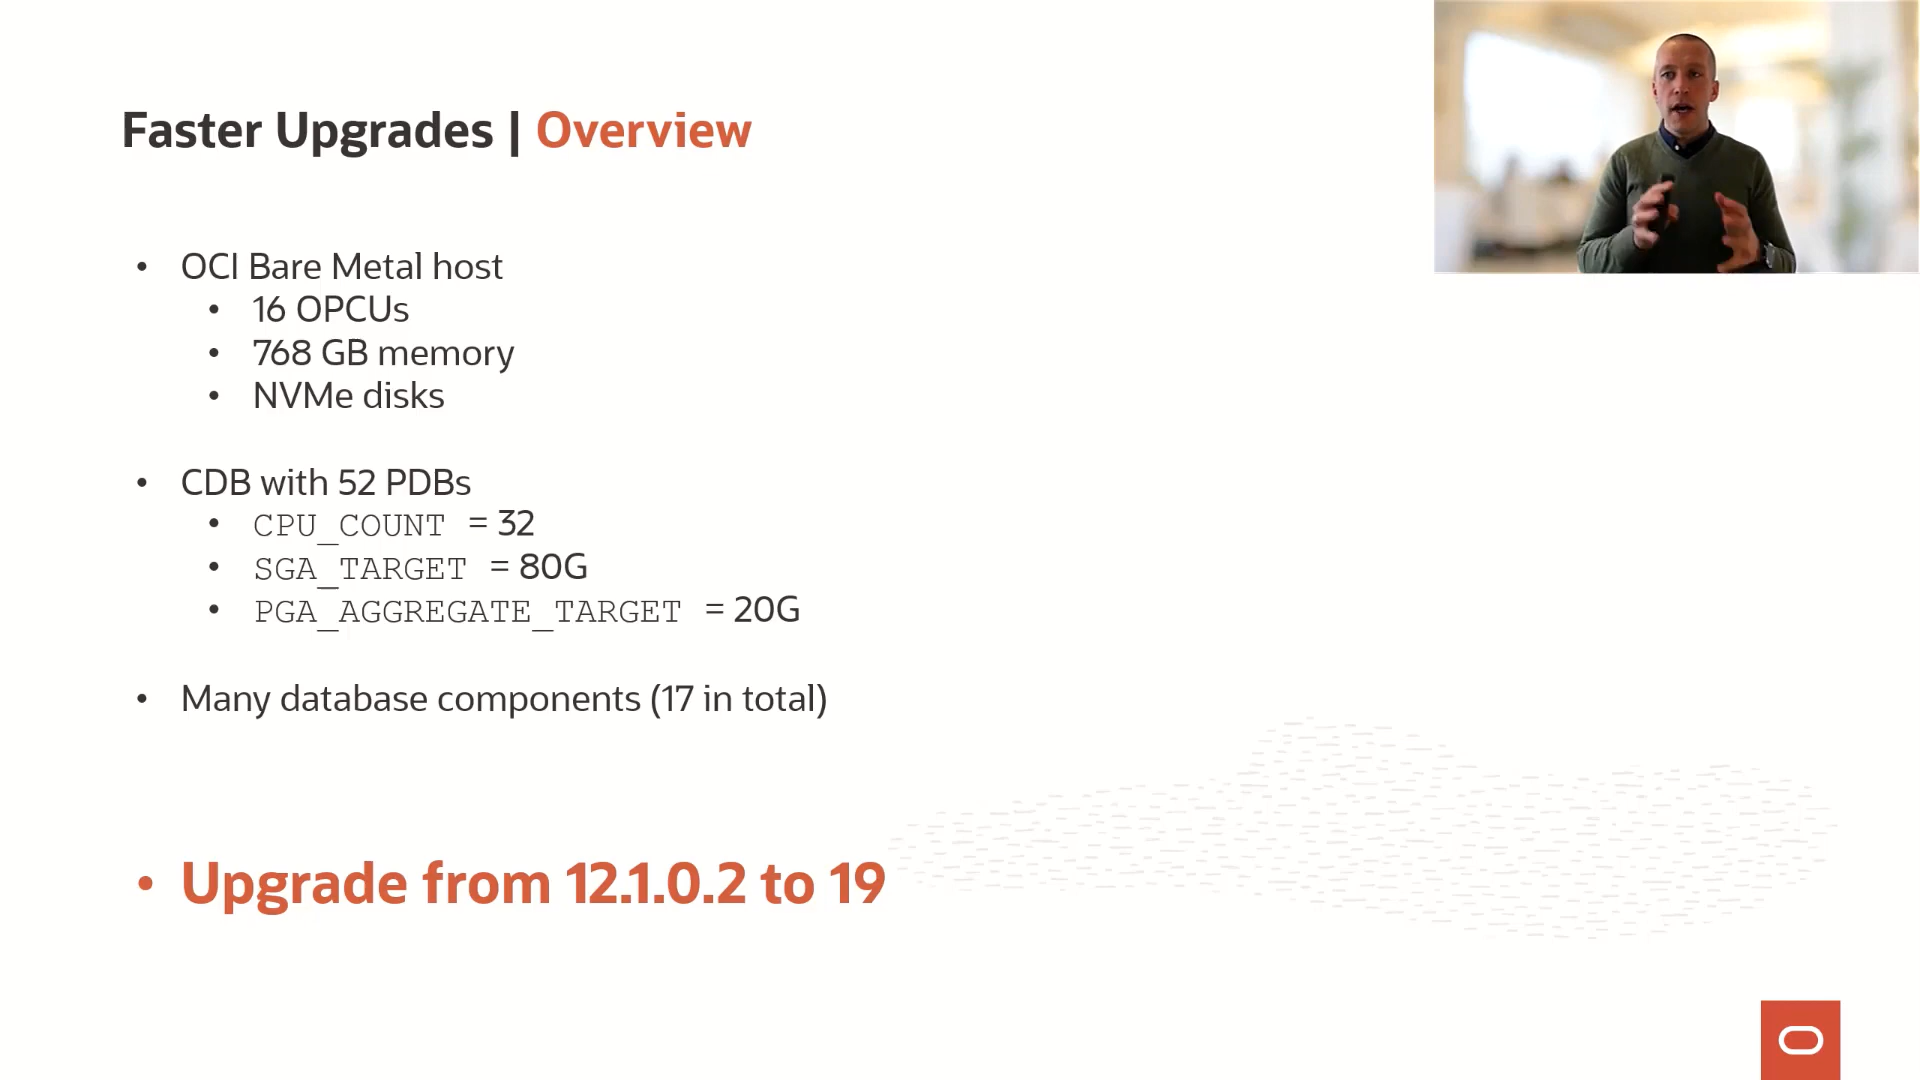 Faster Upgrades | Overview
• OCI Bare Metal host
• 16 OPCUs
• 768 GB memory
• NVMe disks
• CDB with 52 PDBs
• CPU_COUNT = 32
• SGA_TARGET = 80G
• PGA_AGGREGATE_TARGET = 20G
• Many database components (17 in total)
• Upgrade from 12.1.0.2 to 19